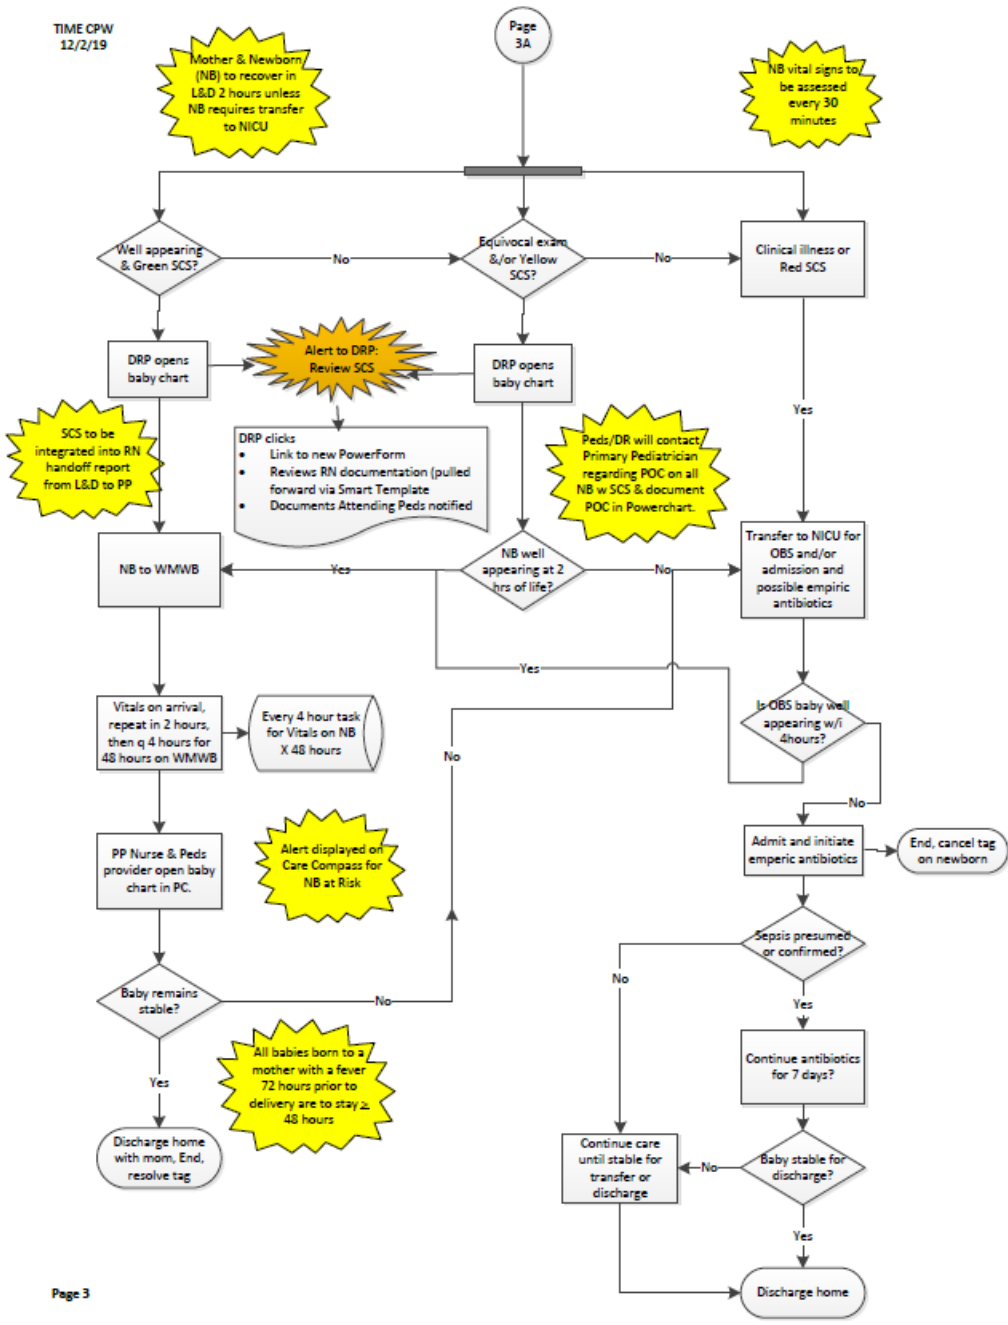 TIME CPW
12/2/19
Page
3A
Mother & Newborn
(NB) to recover in
L&D 2 hours unless
NB requires transfer
to NICU
NB vital signs to
be assessed
every 30
minutes
Well appearing
& Green SCS?
No
Equivocal exam
&/or Yellow
SCS?
No
Clinical illness or
Red SCS
DRP opens
baby chart
Alert to DRP:
Review SCS
DRP opens
baby chart
Yes
SCS to be
integrated into RN
handoff report
from L&D to PP
DRP clicks
• Link to new PowerForm
• Reviews RN documentation (pulled
forward via Smart Template
• Documents Attending Peds notified
Peds/DR will contact
Primary Pediatrician
regarding POC on all
NB w SCS & document
POC in Powerchart.
NB to WMWB
Yes
NB well
appearing at 2
hrs of life?
No
Transfer to NICU for
OBS and/or
admission and
possible empiric
antibiotics
Yes
Vitals on arrival,
repeat in 2 hours,
then q 4 hours for
48 hours on WMWB
Every 4 hour task
for Vitals on NB
X 48 hours
Is OBS baby well
appearing w/i
4hours?
No
No
PP Nurse & Peds
provider open baby
chart in PC.
Alert displayed on
Care Compass for
NB at Risk
Admit and initiate
emperic antibiotics
End, cancel tag
on newborn
Sepsis presumed
or confirmed?
No
Yes
Baby remains
stable?
No
All babies born to a
mother with a fever
72 hours prior to
delivery are to stay ≥
48 hours
Continue antibiotics
for 7 days?
Yes
Discharge home
with mom, End,
resolve tag
Continue care
until stable for
transfer or
discharge
No
Baby stable for
discharge?
Yes
Discharge home
Page 3